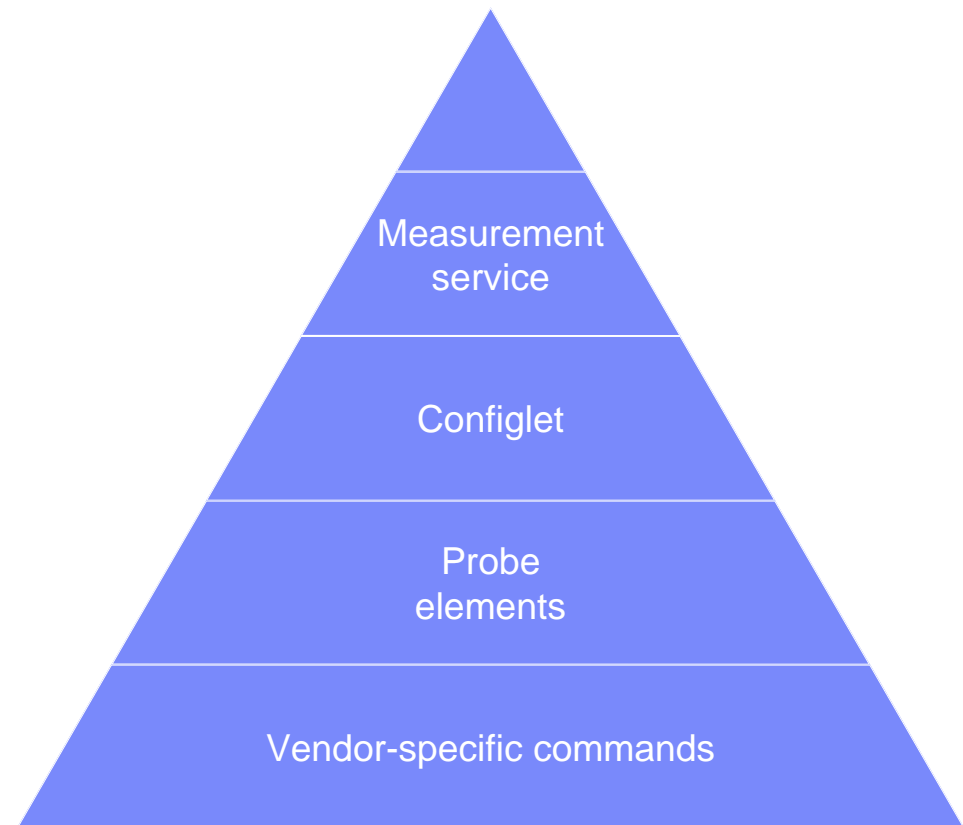 Measurement
service
Configlet
Probe
elements
Vendor-specific commands